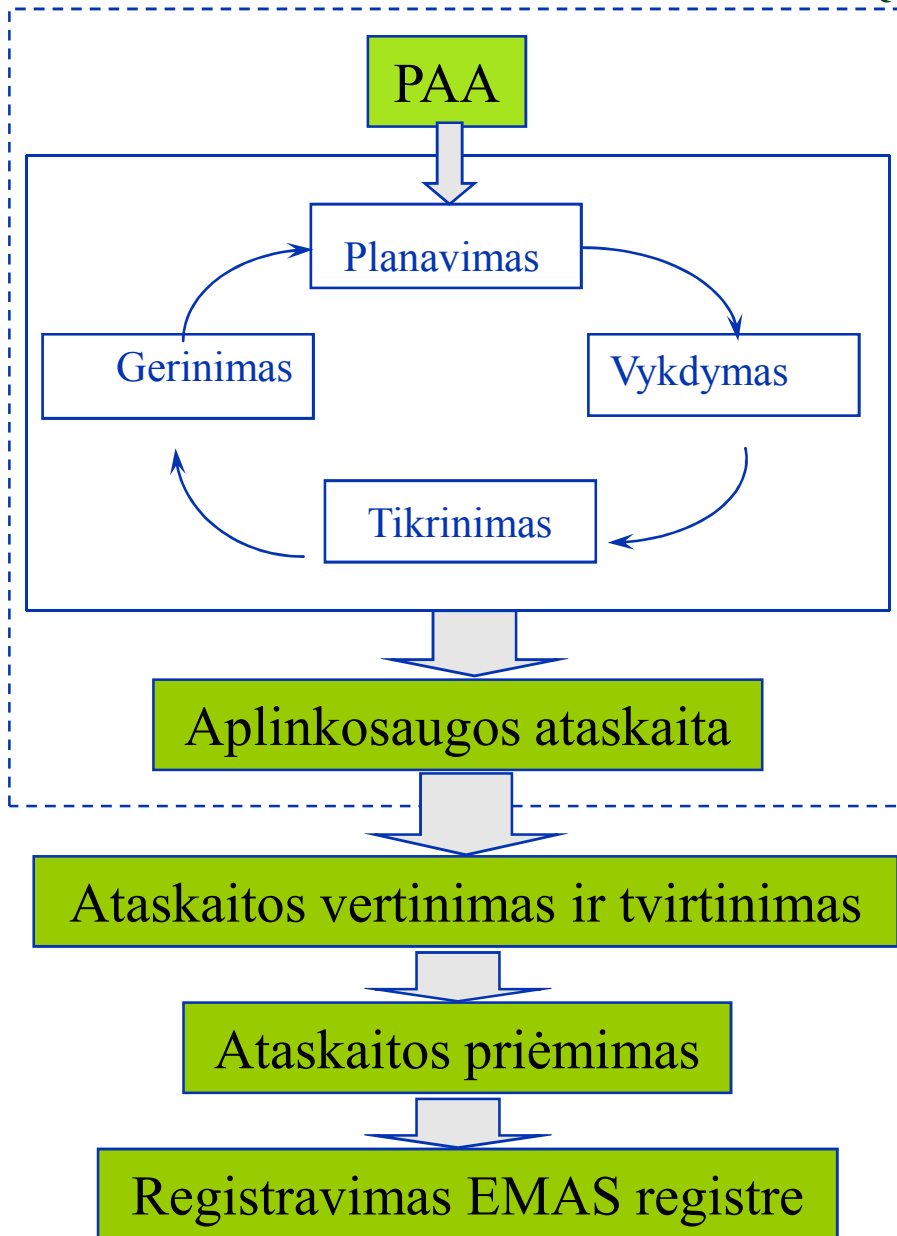 PAA
Planavimas
Gerinimas
Vykdymas
Tikrinimas
Aplinkosaugos ataskaita
Ataskaitos vertinimas ir tvirtinimas
Ataskaitos priėmimas
Registravimas EMAS registre